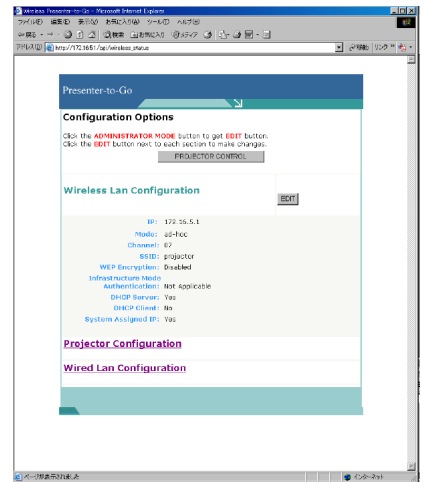 Wireless Presenter-to-Go - Microsoft Internet Explorer
ファイル(F) 編集(E) 表示(V) お気に入り(A) ツール(T) ヘルプ(H)
戻る 検索 お気に入り メディア
アドレス(D) http://172.16.5.1/cgi/wireless_status 移動 リンク
Presenter-to-Go
Configuration Options
Click the ADMINISTRATOR MODE button to get EDIT button.
Click the EDIT button next to each section to make changes.
PROJECTOR CONTROL
Wireless Lan Configuration
EDIT
IP: 172.16.5.1
Mode: ad-hoc
Channel: 07
SSID: projector
WEP Encryption: Disabled
Infrastructure Mode
Authentication: Not Applicable
DHCP Server: Yes
DHCP Client: No
System Assigned IP: Yes
Projector Configuration
Wired Lan Configuration
ページが表示されました インターネット